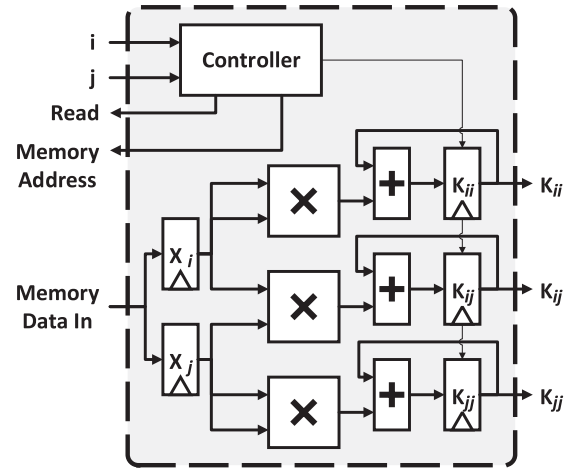 i
Controller
j
Read
Memory
Address
× + Kii Kii
Xi
Memory
Data In
× + Kij Kij
Xj
× + Kjj Kjj